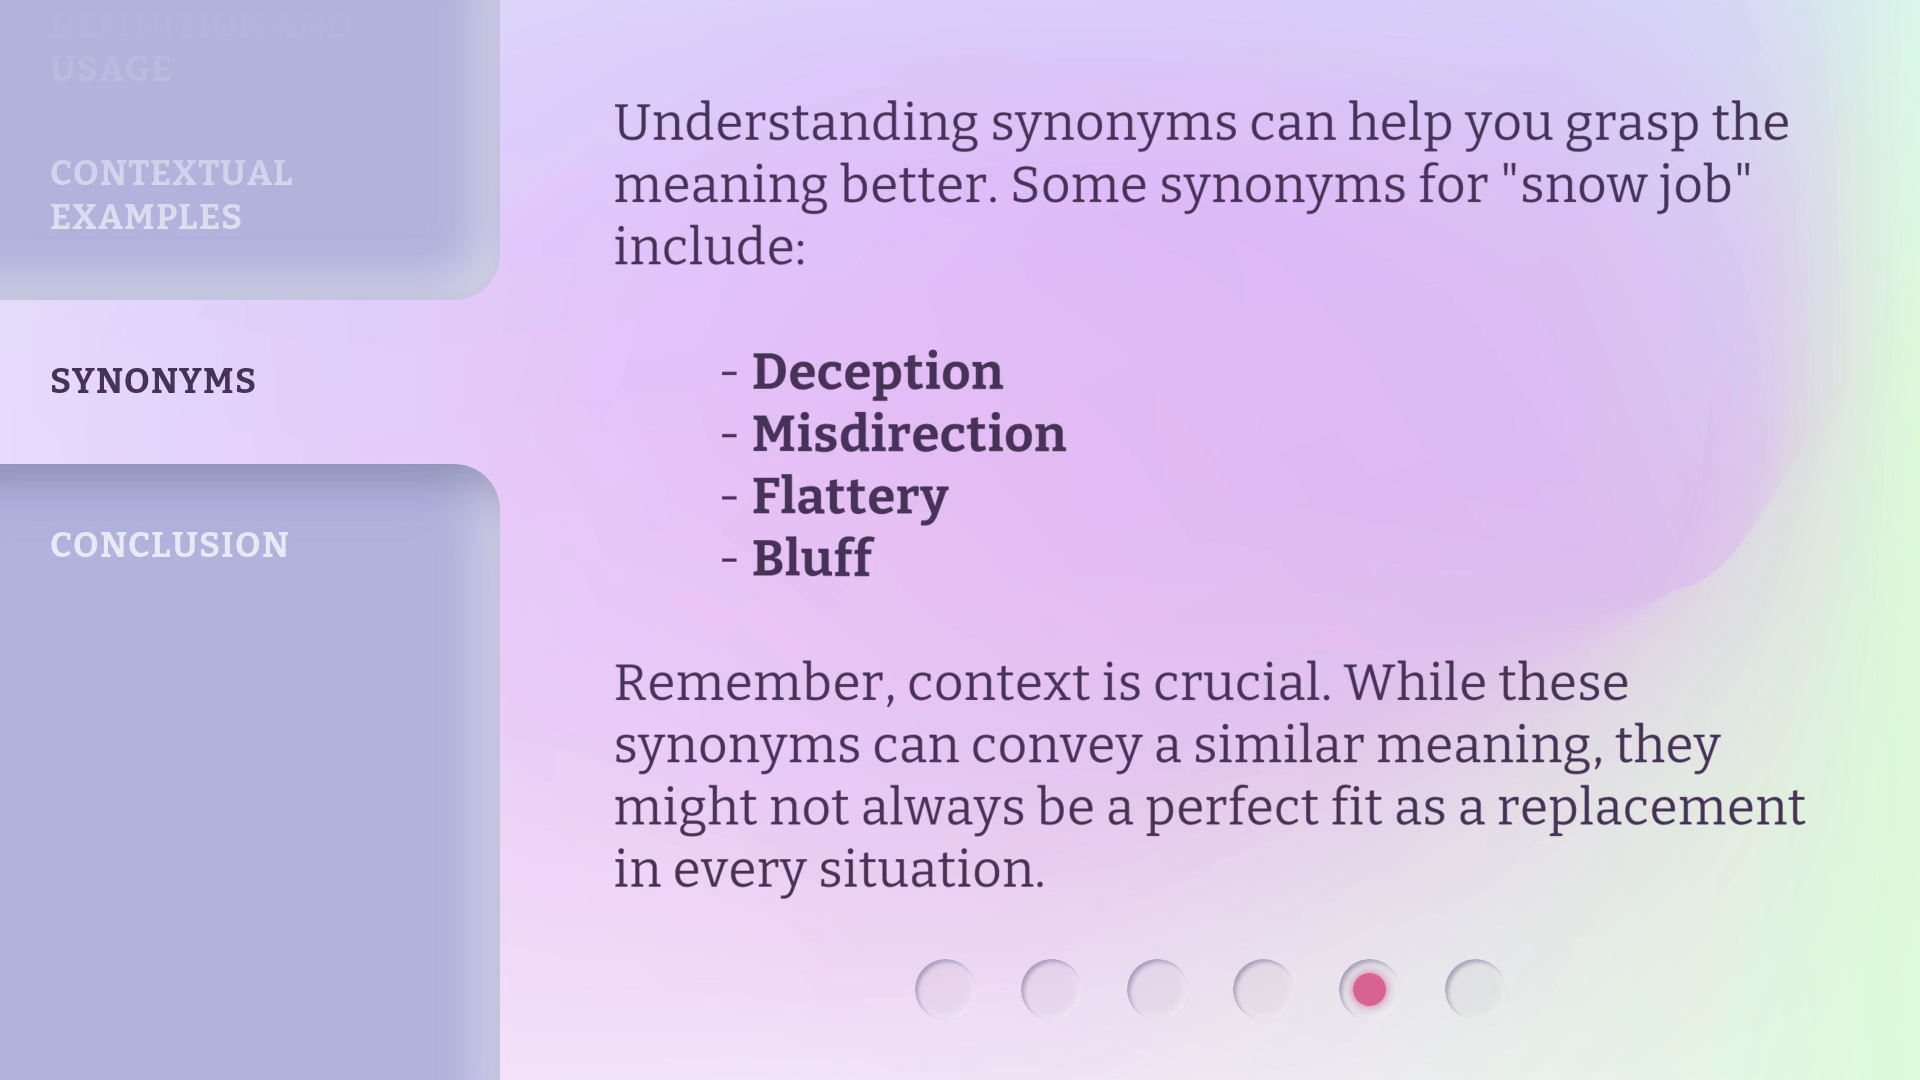 DEFINITION AND
USAGE
CONTEXTUAL
EXAMPLES
SYNONYMS
CONCLUSION
Understanding synonyms can help you grasp the
meaning better. Some synonyms for "snow job"
include:
- Deception
- Misdirection
- Flattery
- Bluff
Remember, context is crucial. While these
synonyms can convey a similar meaning, they
might not always be a perfect fit as a replacement
in every situation.